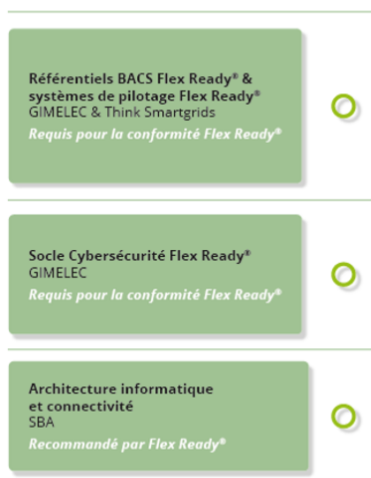 Référentiels BACS Flex Ready® &
systèmes de pilotage Flex Ready®
GIMELEC & Think Smartgrids
Requis pour la conformité Flex Ready®
Socle Cybersécurité Flex Ready®
GIMELEC
Requis pour la conformité Flex Ready®
Architecture informatique
et connectivité
SBA
Recommandé par Flex Ready®